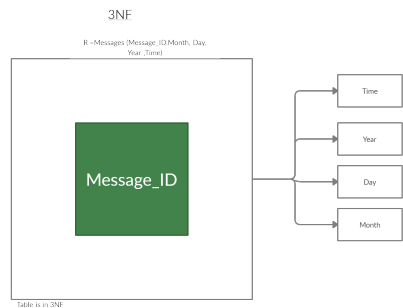 3NF
R =Messages (Message_ID,Month, Day,
Year ,Time)
Message_ID
Time
Year
Day
Month
Table is in 3NF